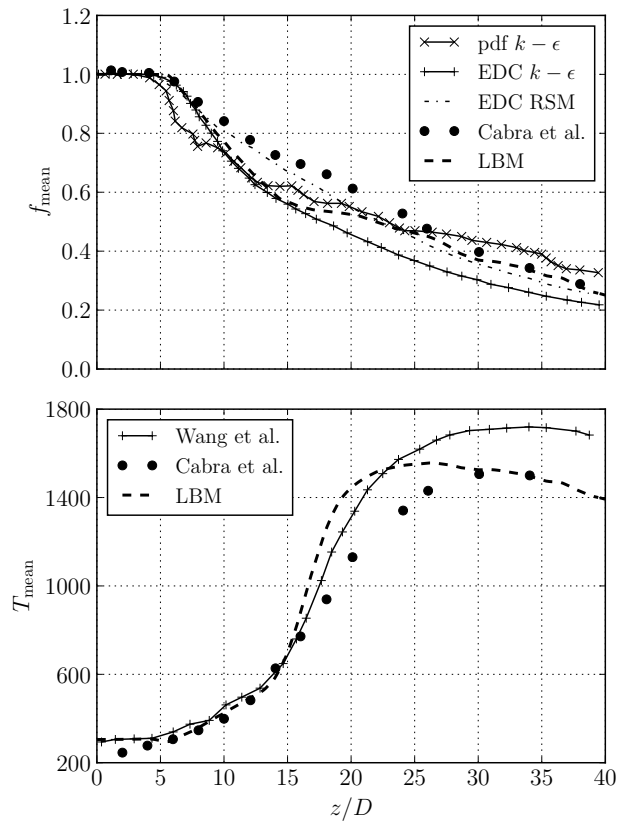 1.2
1.0
0.8
0.6
0.4
0.2
0.0
f_mean
pdf k − ϵ
EDC k − ϵ
EDC RSM
Cabra et al.
LBM
1800
1400
1000
600
200
T_mean
Wang et al.
Cabra et al.
LBM
0 5 10 15 20 25 30 35 40
z/D